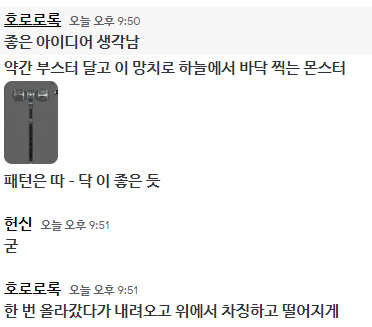 호로로록 오늘 오후 9:50
좋은 아이디어 생각남
약간 부스터 달고 이 망치로 하늘에서 바닥 찍는 몬스터
패턴은 따 - 닥 이 좋은 듯
헌신 오늘 오후 9:51
굳
호로로록 오늘 오후 9:51
한 번 올라갔다가 내려오고 위에서 차징하고 떨어지게